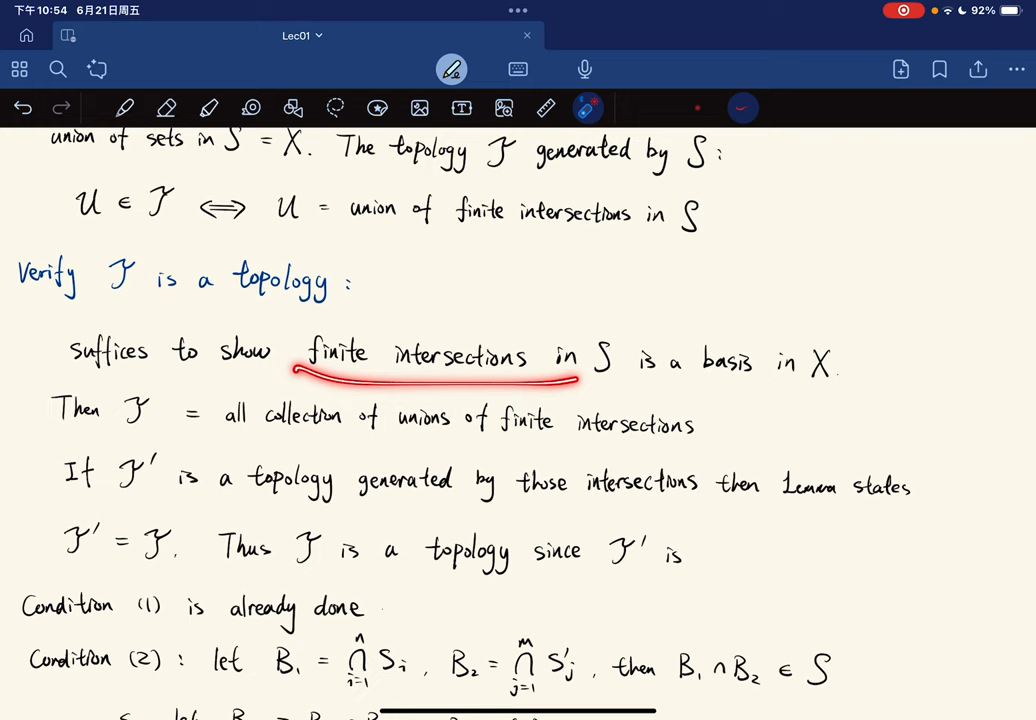 下午10:54 6月21日周五
92%
Lec01
union of sets in S = X. The topology 𝒯 generated by S:
U ∈ 𝒯 ⟺ U = union of finite intersections in S
Verify 𝒯 is a topology:
suffices to show finite intersections in S is a basis in X.
Then 𝒯 = all collection of unions of finite intersections
If 𝒯' is a topology generated by those intersections then Lemma states
𝒯' = 𝒯. Thus 𝒯 is a topology since 𝒯' is
Condition (1) is already done
Condition (2): let B₁ = ⋂ⁿᵢ₌₁ Sᵢ, B₂ = ⋂ᵐⱼ₌₁ S'ⱼ, then B₁ ∩ B₂ ∈ S